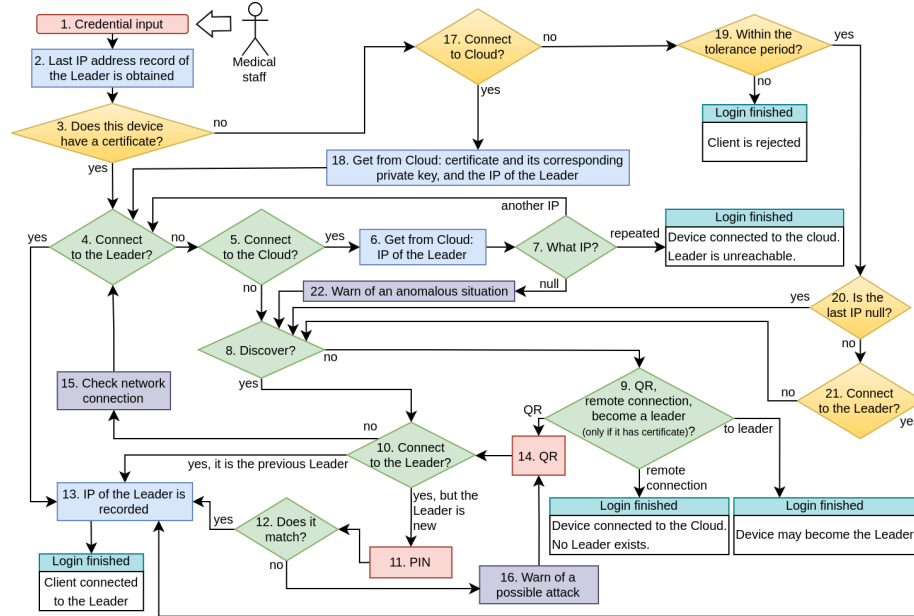 1. Credential input
Medical
staff
2. Last IP address record of
the Leader is obtained
3. Does this device
have a certificate?
no
yes
17. Connect
to Cloud?
no
yes
19. Within the
tolerance period?
yes
no
Login finished
Client is rejected
18. Get from Cloud: certificate and its corresponding
private key, and the IP of the Leader
4. Connect
to the Leader?
yes
no
5. Connect
to the Cloud?
yes
no
6. Get from Cloud:
IP of the Leader
another IP
7. What IP?
repeated
null
Login finished
Device connected to the cloud.
Leader is unreachable.
22. Warn of an anomalous situation
20. Is the
last IP null?
yes
no
8. Discover?
no
yes
21. Connect
to the Leader?
no
yes
15. Check network
connection
9. QR,
remote connection,
become a leader
(only if it has certificate)?
QR
to leader
remote
connection
10. Connect
to the Leader?
no
yes, it is the previous Leader
yes, but the
Leader is
new
14. QR
13. IP of the Leader is
recorded
12. Does it
match?
yes
no
11. PIN
16. Warn of a
possible attack
Login finished
Device connected to the Cloud.
No Leader exists.
Login finished
Device may become the Leader
Login finished
Client connected
to the Leader